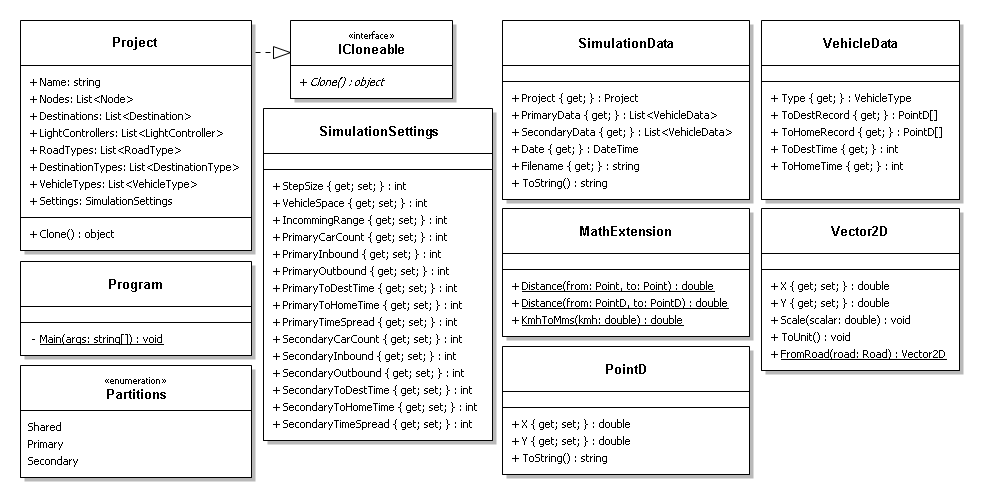 Project
+ Name: string
+ Nodes: List<Node>
+ Destinations: List<Destination>
+ LightControllers: List<LightController>
+ RoadTypes: List<RoadType>
+ DestinationTypes: List<DestinationType>
+ VehicleTypes: List<VehicleType>
+ Settings: SimulationSettings
+ Clone() : object
Program
- Main(args: string[]) : void
«enumeration»
Partitions
Shared
Primary
Secondary
«interface»
ICloneable
+ Clone() : object
SimulationSettings
+ StepSize { get; set; } : int
+ VehicleSpace { get; set; } : int
+ IncommingRange { get; set; } : int
+ PrimaryCarCount { get; set; } : int
+ PrimaryInbound { get; set; } : int
+ PrimaryOutbound { get; set; } : int
+ PrimaryToDestTime { get; set; } : int
+ PrimaryToHomeTime { get; set; } : int
+ PrimaryTimeSpread { get; set; } : int
+ SecondaryCarCount { get; set; } : int
+ SecondaryInbound { get; set; } : int
+ SecondaryOutbound { get; set; } : int
+ SecondaryToDestTime { get; set; } : int
+ SecondaryToHomeTime { get; set; } : int
+ SecondaryTimeSpread { get; set; } : int
SimulationData
+ Project { get; } : Project
+ PrimaryData { get; } : List<VehicleData>
+ SecondaryData { get; } : List<VehicleData>
+ Date { get; } : DateTime
+ Filename { get; } : string
+ ToString() : string
MathExtension
+ Distance(from: Point, to: Point) : double
+ Distance(from: PointD, to: PointD) : double
+ KmhToMms(kmh: double) : double
PointD
+ X { get; set; } : double
+ Y { get; set; } : double
+ ToString() : string
VehicleData
+ Type { get; } : VehicleType
+ ToDestRecord { get; } : PointD[]
+ ToHomeRecord { get; } : PointD[]
+ ToDestTime { get; } : int
+ ToHomeTime { get; } : int
Vector2D
+ X { get; set; } : double
+ Y { get; set; } : double
+ Scale(scalar: double) : void
+ ToUnit() : void
+ FromRoad(road: Road) : Vector2D